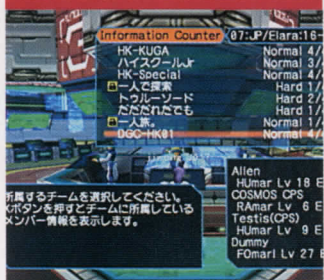 Information Counter
07:JP/Elara:16-
HK-KUGA Normal 4/
ハイスクールJr Normal 3/
HK-Special Normal 4/
一人で探索 Hard 1/
トゥルーソード Hard 2/
だだだれだでも Hard
一人旅。 Normal 1/
DGC-HK01 Normal 4/
所属するチームを選択してください。
Xボタンを押すとチームに所属している
メンバー情報を表示します。
Allen
HUmar Lv 18 E
COSMOS CPS
RAmar Lv 6 E
Testis(CPS)
HUmar Lv 9 E
Dummy
FOmarl Lv 27 E